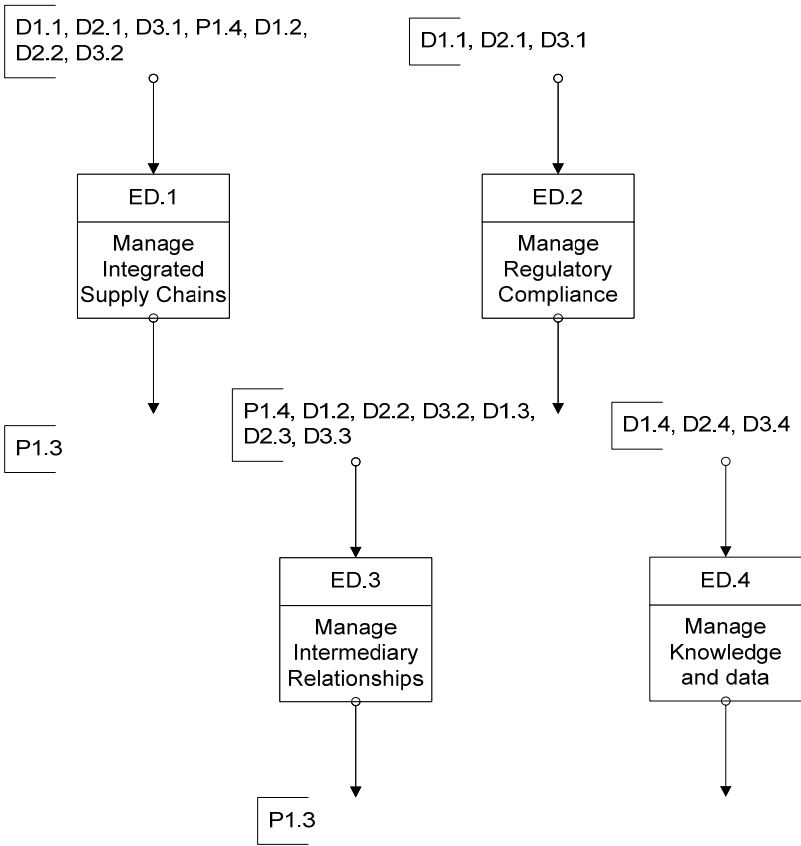 D1.1, D2.1, D3.1, P1.4, D1.2,
D2.2, D3.2
D1.1, D2.1, D3.1
ED.1
Manage
Integrated
Supply Chains
ED.2
Manage
Regulatory
Compliance
P1.3
P1.4, D1.2, D2.2, D3.2, D1.3,
D2.3, D3.3
D1.4, D2.4, D3.4
ED.3
Manage
Intermediary
Relationships
ED.4
Manage
Knowledge
and data
P1.3